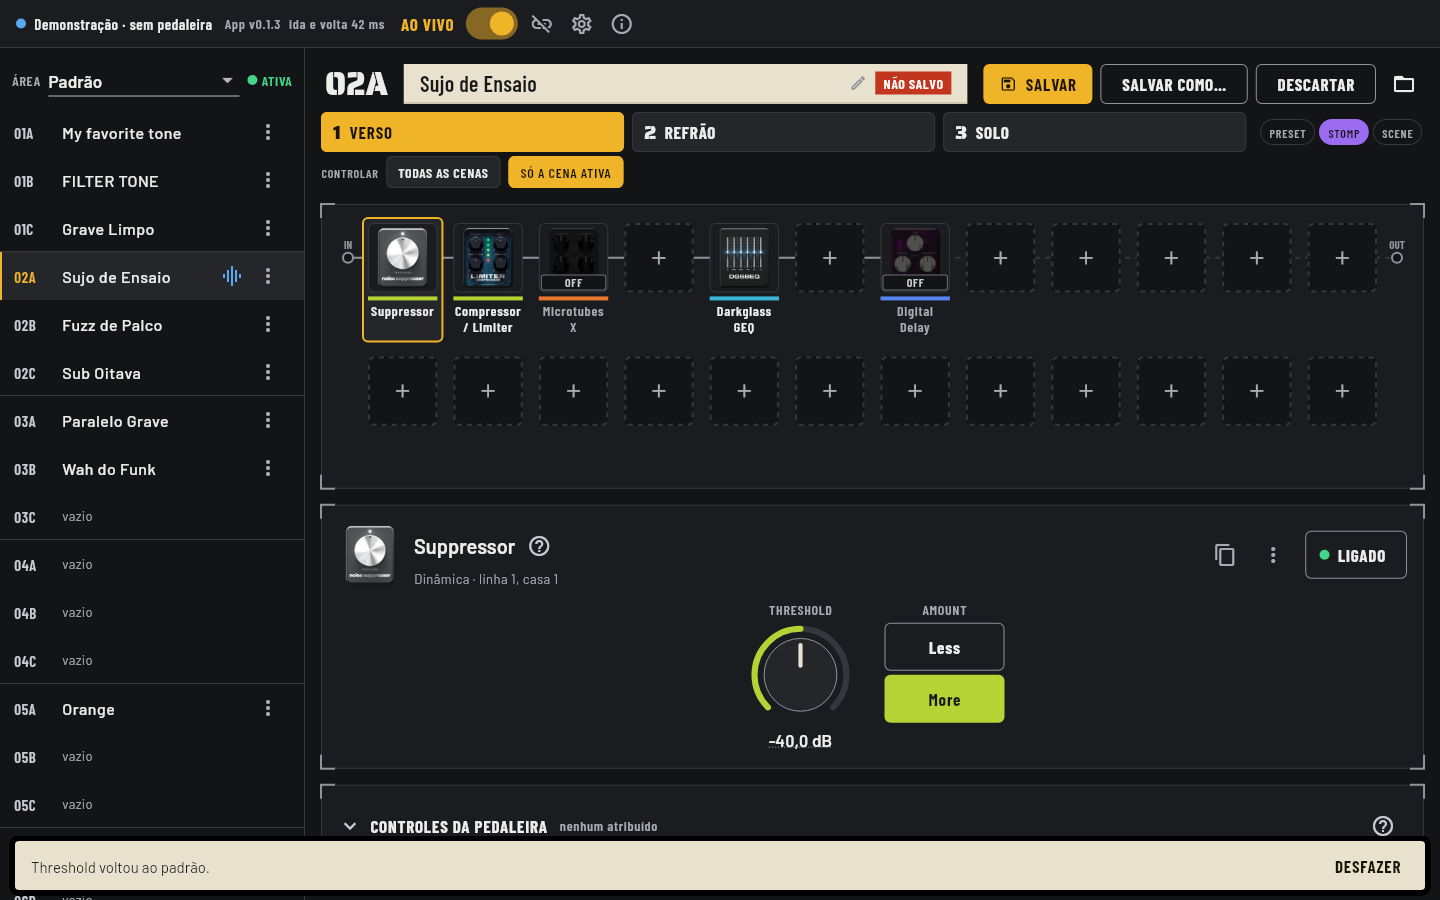 Demonstração · sem pedaleira App v0.1.3 Ida e volta 42 ms AO VIVO
ÁREA Padrão ATIVA
01A My favorite tone
01B FILTER TONE
01C Grave Limpo
02A Sujo de Ensaio
02B Fuzz de Palco
02C Sub Oitava
03A Paralelo Grave
03B Wah do Funk
03C vazio
04A vazio
04B vazio
04C vazio
05A Orange
05B vazio
05C vazio
02A Sujo de Ensaio NÃO SALVO SALVAR SALVAR COMO... DESCARTAR
1 VERSO 2 REFRÃO 3 SOLO PRESET STOMP SCENE
CONTROLAR TODAS AS CENAS SÓ A CENA ATIVA
IN OUT
LIMITER
OFF OFF
Suppressor Compressor / Limiter Microtubes X Darkglass GEQ Digital Delay
Suppressor
Dinâmica · linha 1, casa 1
LIGADO
THRESHOLD AMOUNT
Less
More
−40,0 dB
CONTROLES DA PEDALEIRA nenhum atribuído
Threshold voltou ao padrão. DESFAZER